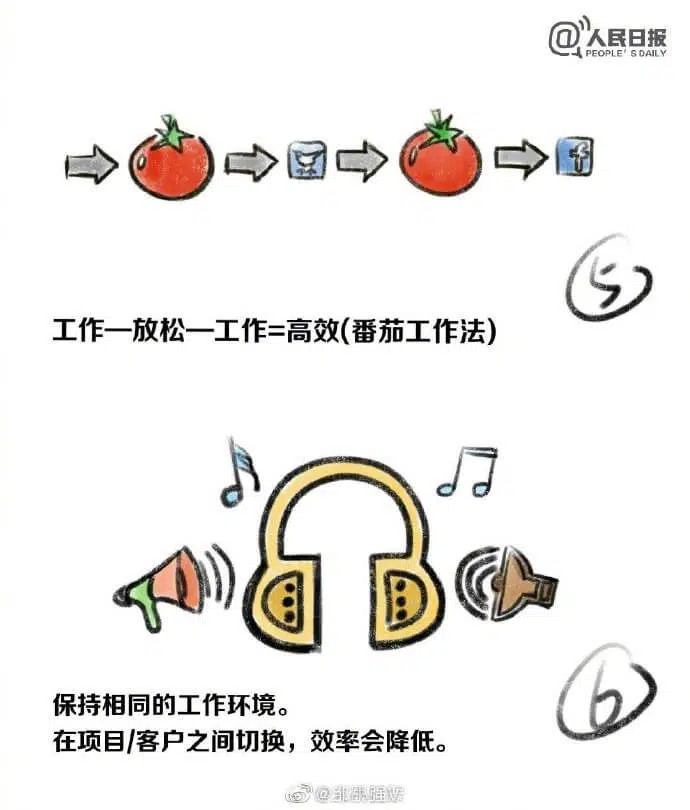 @人民日报
PEOPLE'S DAILY
f
5
工作—放松—工作=高效(番茄工作法)
6
保持相同的工作环境。
在项目/客户之间切换，效率会降低。